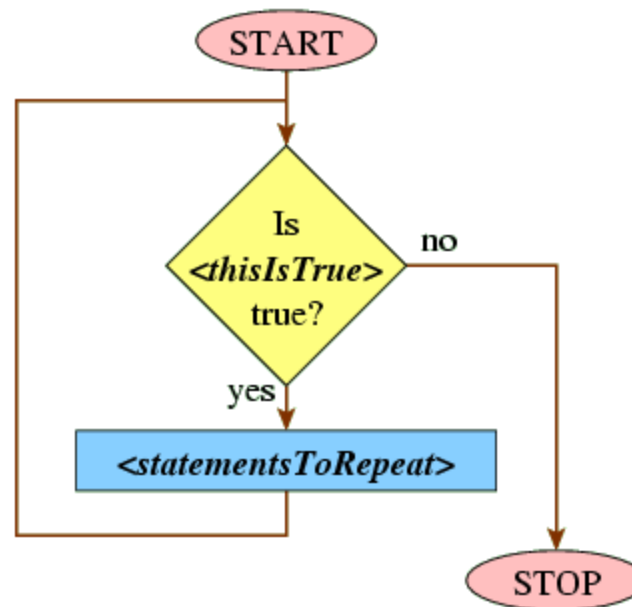 START
Is
<thisIsTrue>
true?
no
yes
<statementsToRepeat>
STOP